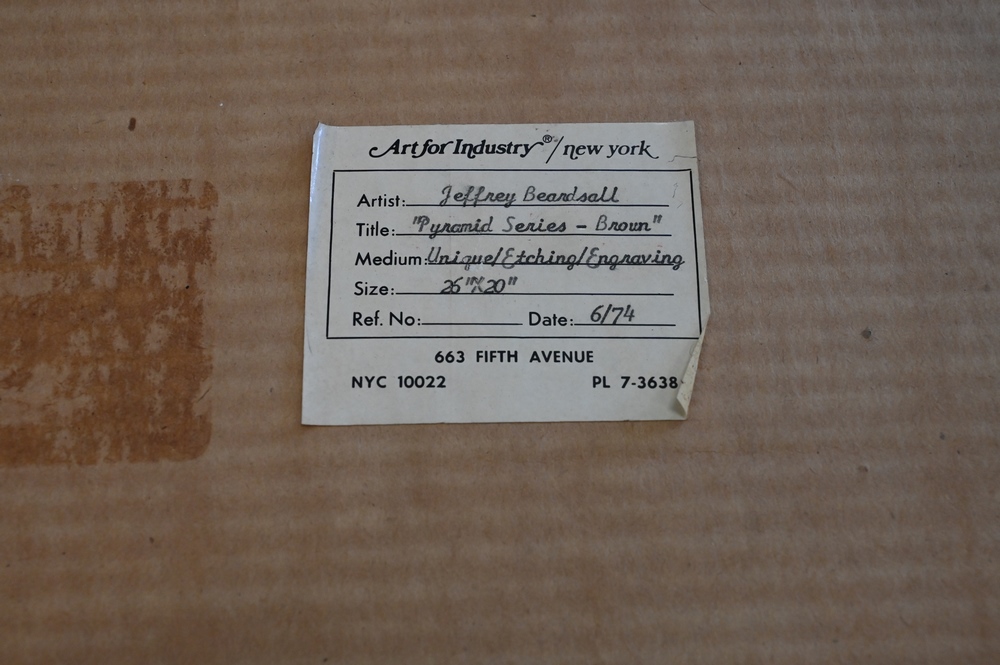 Art for Industry®/new york
Artist: Jeffrey Beardsall
Title: "Pyramid Series - Brown"
Medium: Unique/Etching/Engraving
Size: 26"X20"
Ref. No: Date: 6/74
663 FIFTH AVENUE
NYC 10022 PL 7-3638